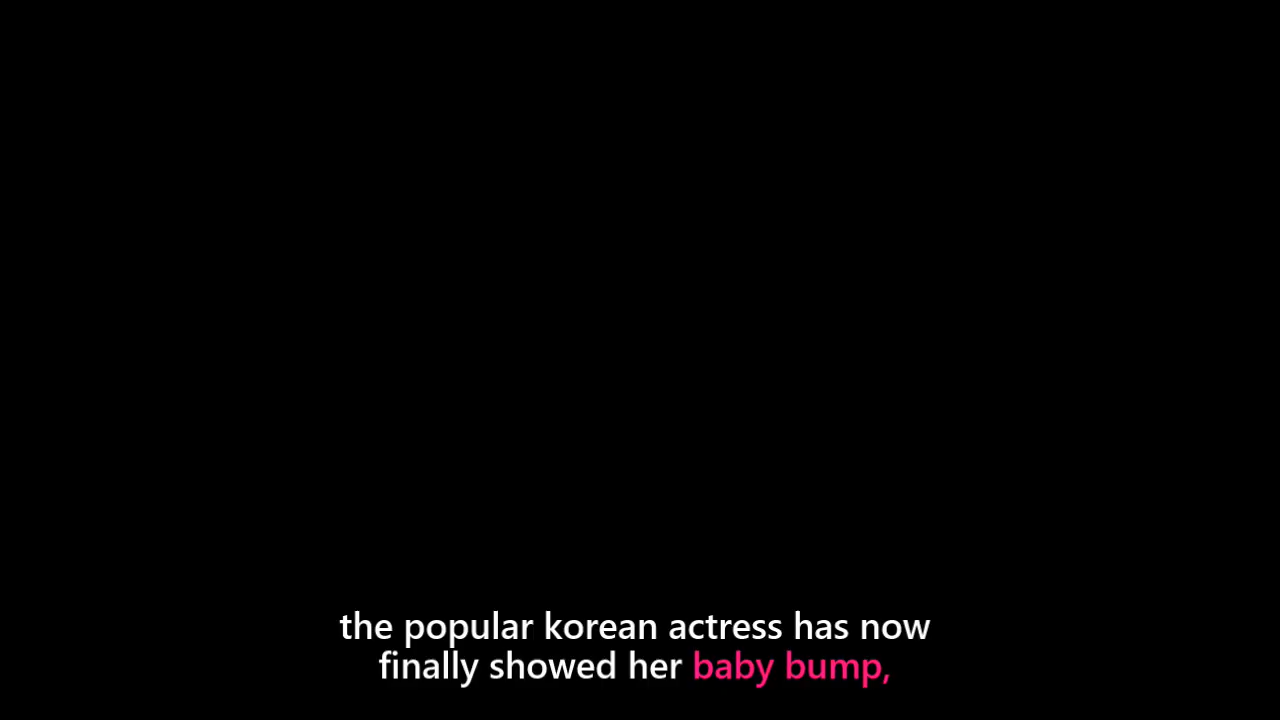 the popular korean actress has now
finally showed her baby bump,